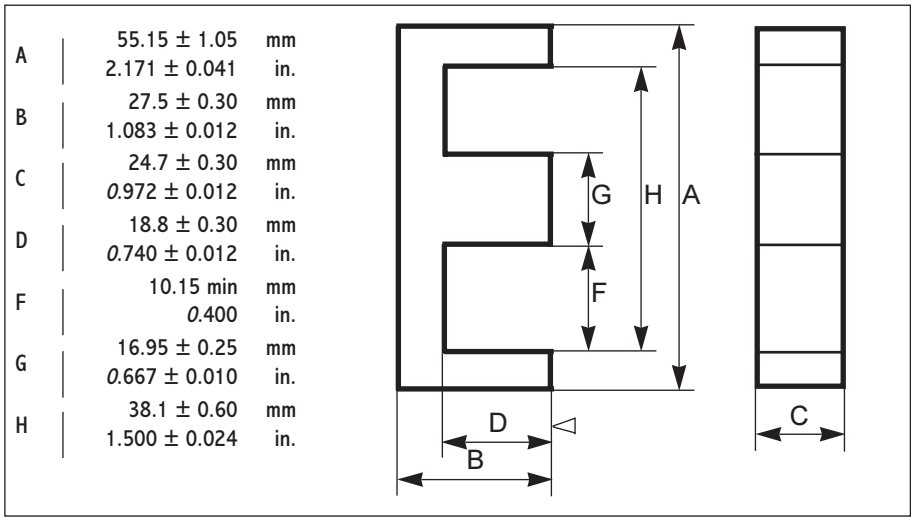 A 55.15 ± 1.05 mm
2.171 ± 0.041 in.
B 27.5 ± 0.30 mm
1.083 ± 0.012 in.
C 24.7 ± 0.30 mm
0.972 ± 0.012 in.
D 18.8 ± 0.30 mm
0.740 ± 0.012 in.
F 10.15 min mm
0.400 in.
G 16.95 ± 0.25 mm
0.667 ± 0.010 in.
H 38.1 ± 0.60 mm
1.500 ± 0.024 in.
G H A
F
D
B
C